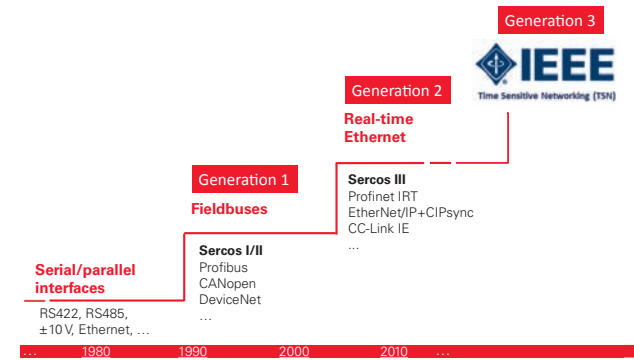 Generation 3
IEEE
Time Sensitive Networking (TSN)
Generation 2
Real-time
Ethernet
Generation 1
Fieldbuses
Sercos III
Profinet IRT
EtherNet/IP+CIPsync
CC-Link IE
...
Sercos I/II
Profibus
CANopen
DeviceNet
...
Serial/parallel
interfaces
RS422, RS485,
±10 V, Ethernet, ...
... 1980 1990 2000 2010 ...